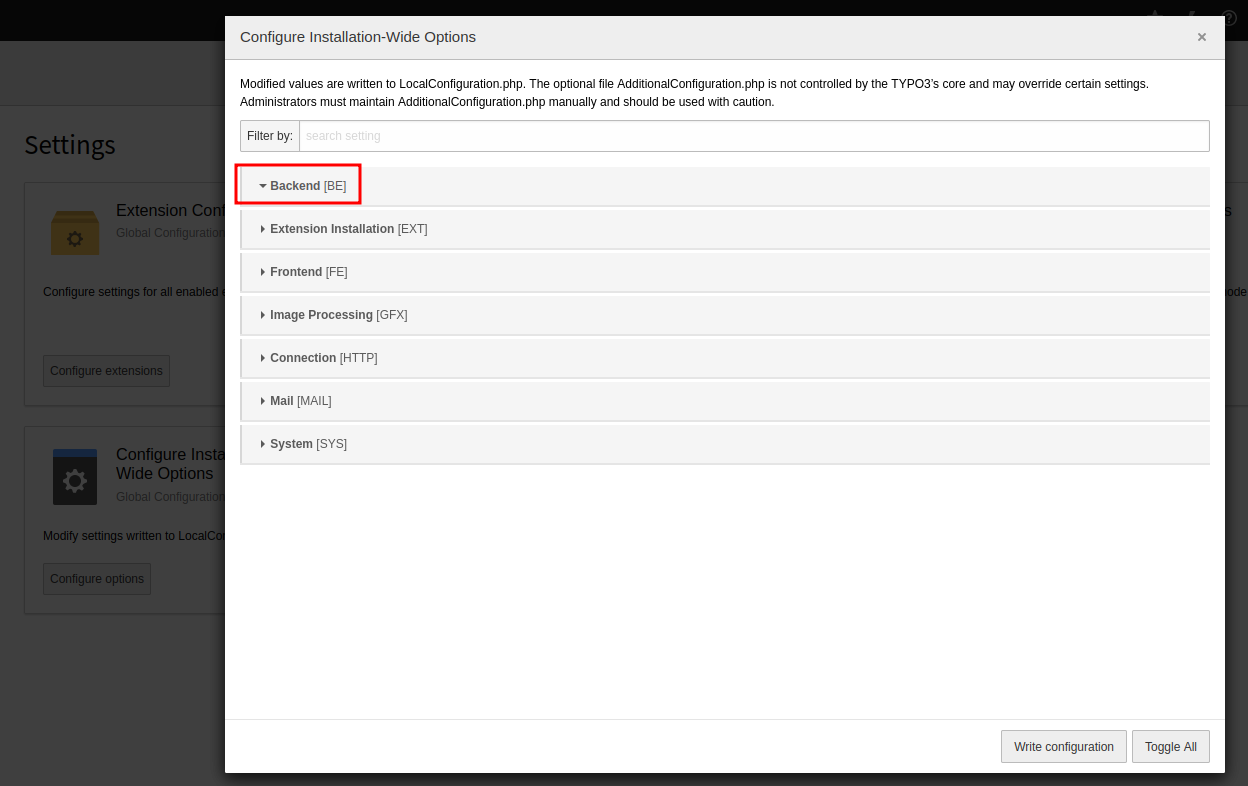 Configure Installation-Wide Options
×
Modified values are written to LocalConfiguration.php. The optional file AdditionalConfiguration.php is not controlled by the TYPO3's core and may override certain settings.
Administrators must maintain AdditionalConfiguration.php manually and should be used with caution.
Filter by: search setting
Backend [BE]
Extension Installation [EXT]
Frontend [FE]
Image Processing [GFX]
Connection [HTTP]
Mail [MAIL]
System [SYS]
Write configuration
Toggle All
Settings
Extension Conf
Global Configuration
Configure settings for all enabled e
Configure extensions
Configure Insta
Wide Options
Global Configuration
Modify settings written to LocalCo
Configure options
s
ode